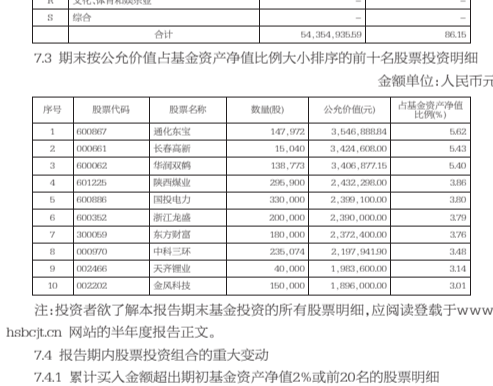 R 文化、体育和娱乐业 – –
S 综合 – –
合计 54,354,935.59 86.15
7.3 期末按公允价值占基金资产净值比例大小排序的前十名股票投资明细
金额单位:人民币元
序号 股票代码 股票名称 数量(股) 公允价值(元) 占基金资产净值
比例(%)
1 600867 通化东宝 147,972 3,546,888.84 5.62
2 000661 长春高新 15,040 3,424,608.00 5.43
3 600062 华润双鹤 138,773 3,406,877.15 5.40
4 601225 陕西煤业 295,900 2,432,298.00 3.86
5 600886 国投电力 330,000 2,399,100.00 3.80
6 600352 浙江龙盛 200,000 2,390,000.00 3.79
7 300059 东方财富 180,000 2,372,400.00 3.76
8 000970 中科三环 235,074 2,197,941.90 3.48
9 002466 天齐锂业 40,000 1,983,600.00 3.14
10 002202 金风科技 150,000 1,896,000.00 3.01
注:投资者欲了解本报告期末基金投资的所有股票明细,应阅读登载于www
hsbcjt.cn 网站的半年度报告正文。
7.4 报告期内股票投资组合的重大变动
7.4.1 累计买入金额超出期初基金资产净值2%或前20名的股票明细